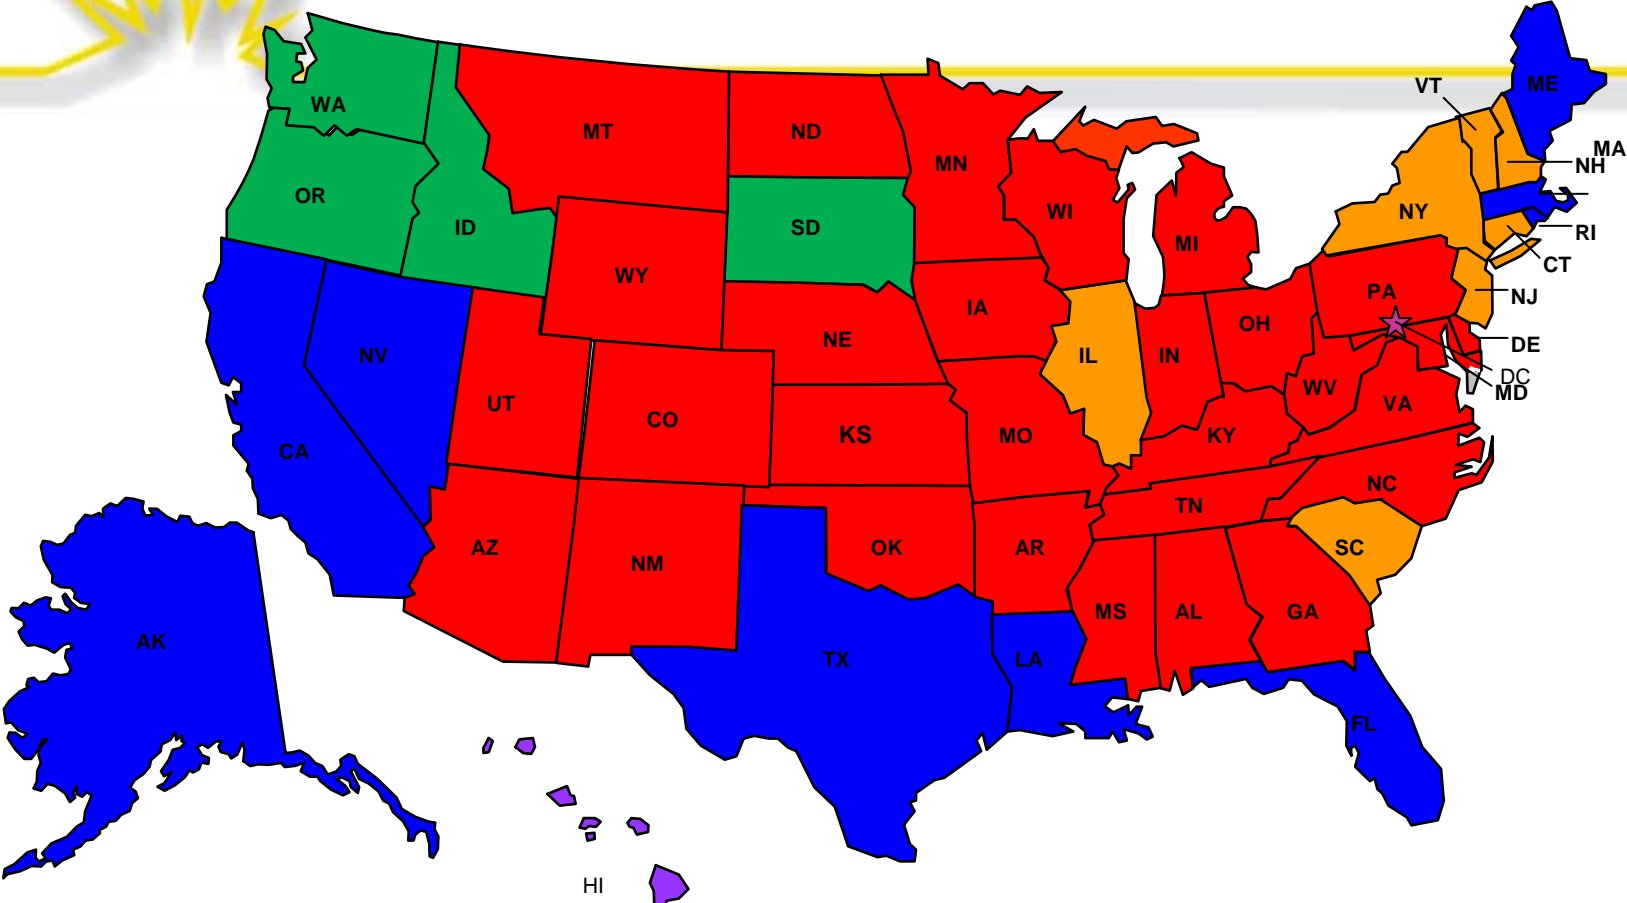 VT
ME
WA
MT
ND
MN
MA
NH
OR
ID
SD
WI
NY
RI
MI
CT
WY
PA
NJ
IA
OH
NE
NV
IL
IN
DE
DC
MD
UT
CO
WV
VA
KS
MO
KY
CA
NC
TN
AZ
NM
OK
AR
SC
MS
AL
GA
AK
TX
LA
FL
HI